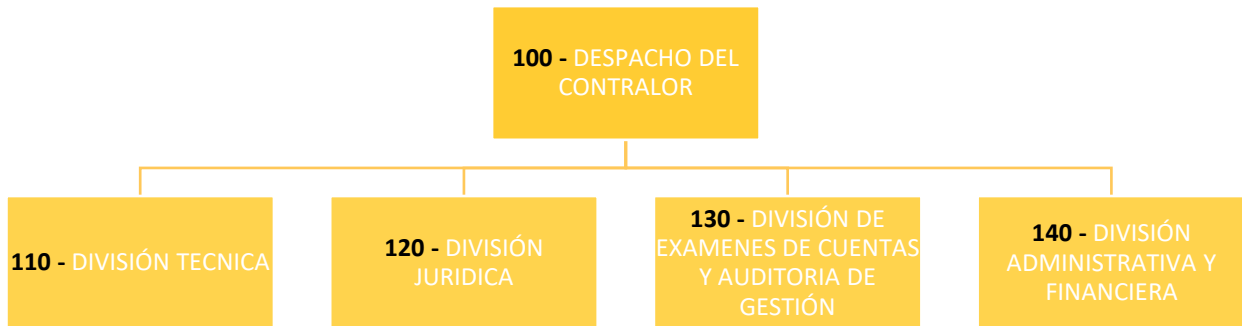 100 - DESPACHO DEL
CONTRALOR
110 - DIVISIÓN TECNICA
120 - DIVISIÓN
JURIDICA
130 - DIVISIÓN DE
EXAMENES DE CUENTAS
Y AUDITORIA DE
GESTIÓN
140 - DIVISIÓN
ADMINISTRATIVA Y
FINANCIERA